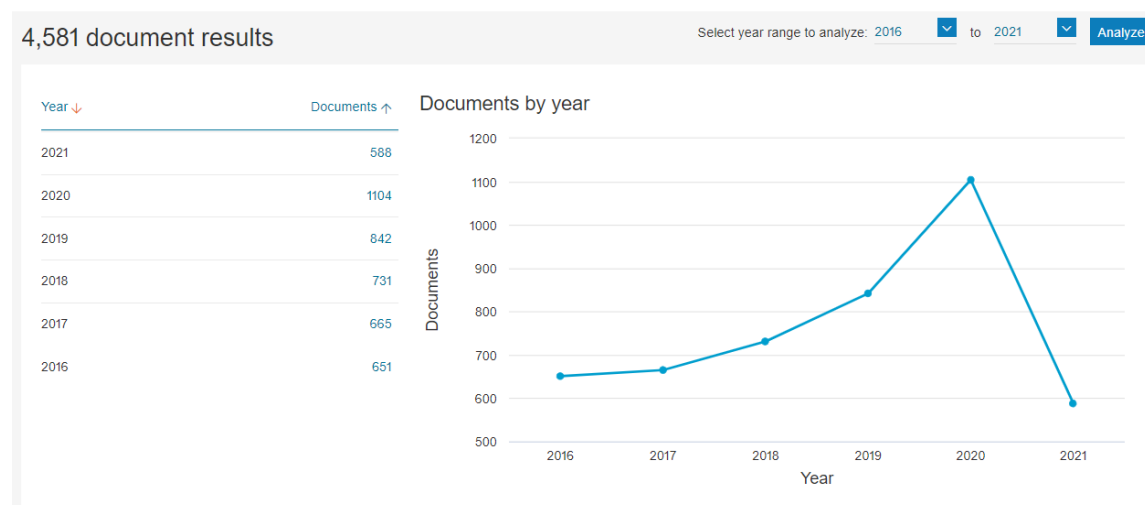 4,581 document results
Select year range to analyze: 2016 to 2021 Analyze
Year Documents
2021 588
2020 1104
2019 842
2018 731
2017 665
2016 651
Documents by year
1200
1100
1000
900
800
700
600
500
Documents
2016 2017 2018 2019 2020 2021
Year